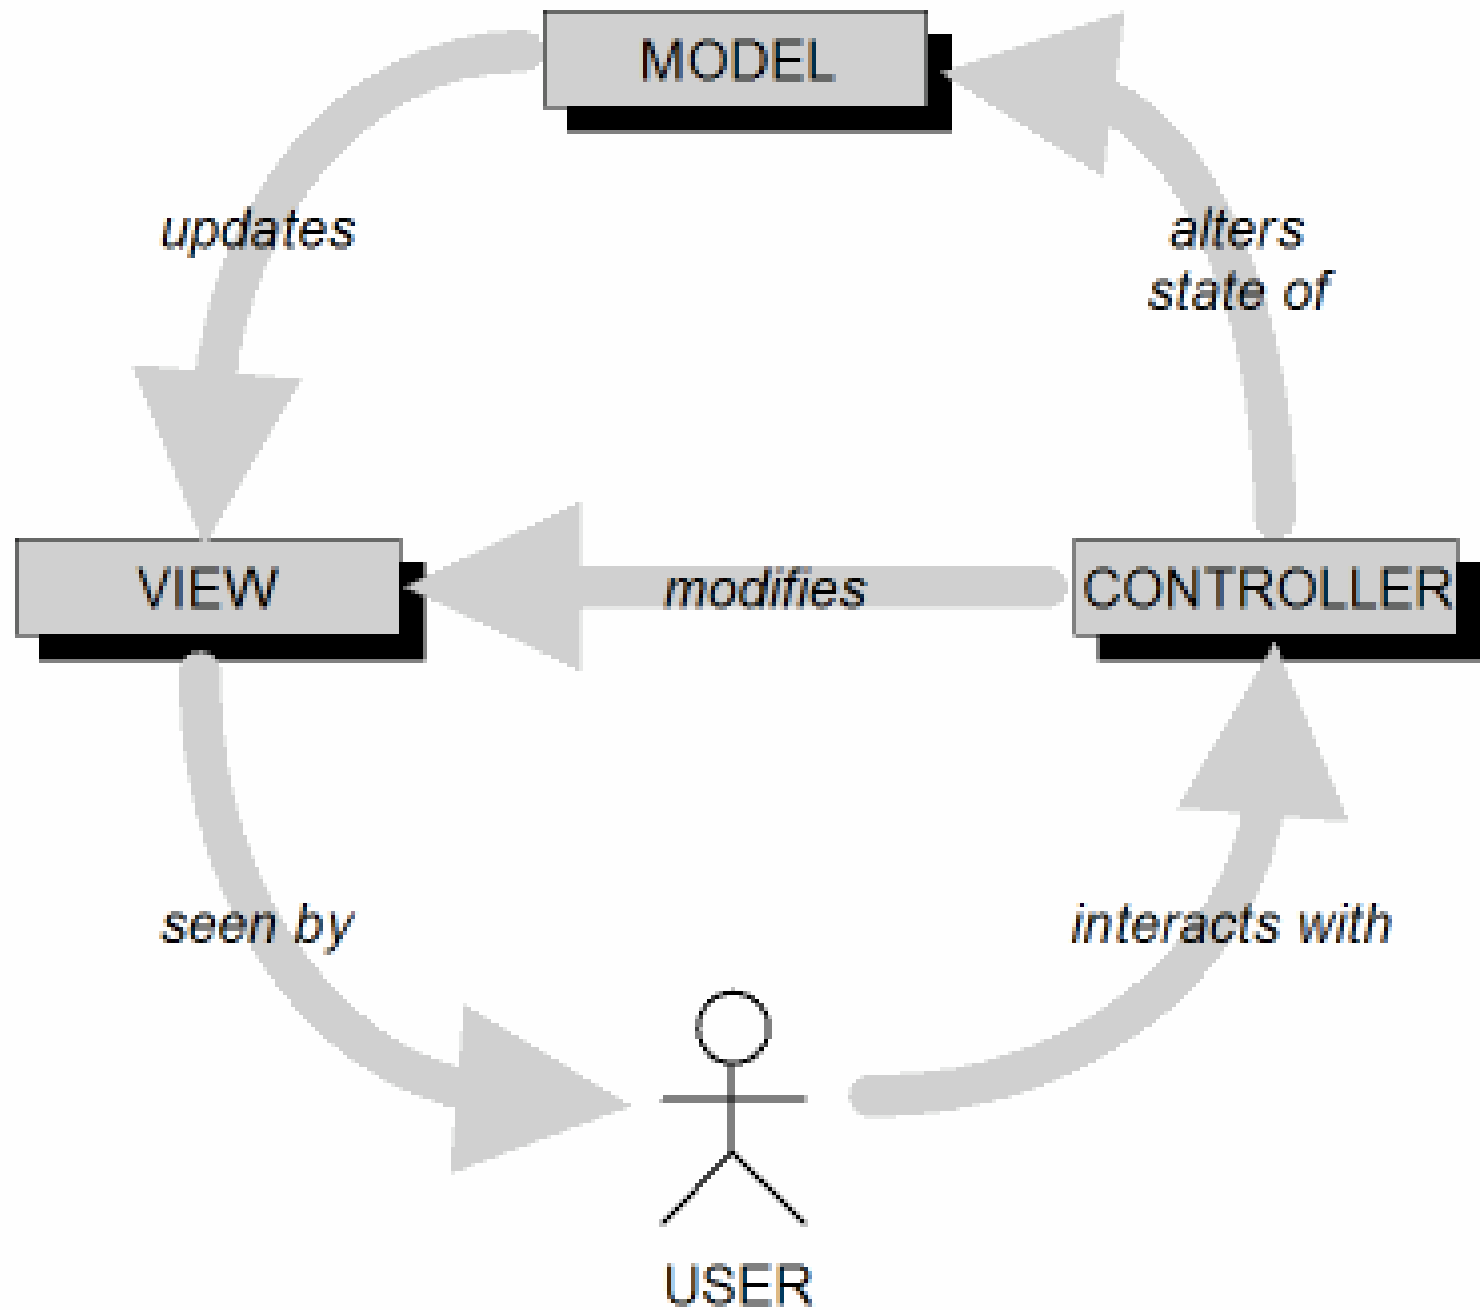 MODEL
updates
alters
state of
VIEW
modifies
CONTROLLER
seen by
interacts with
USER